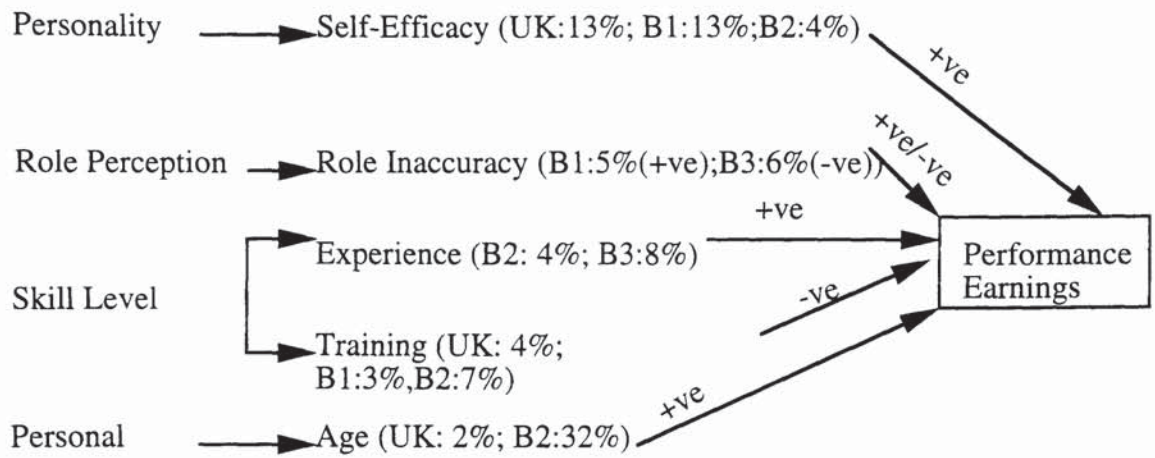 Personality Self-Efficacy (UK:13%; B1:13%;B2:4%)
+ve
Role Perception Role Inaccuracy (B1:5%(+ve);B3:6%(-ve))
+ve/-ve
+ve
Experience (B2: 4%; B3:8%)
Performance
Earnings
Skill Level
-ve
Training (UK: 4%;
B1:3%,B2:7%)
+ve
Personal Age (UK: 2%; B2:32%)